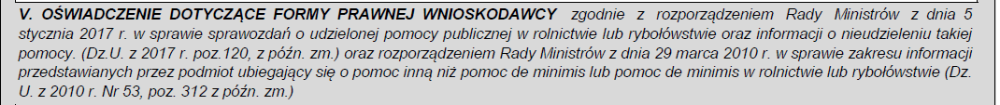 V. OŚWIADCZENIE DOTYCZĄCE FORMY PRAWNEJ WNIOSKODAWCY zgodnie z rozporządzeniem Rady Ministrów z dnia 5
stycznia 2017 r. w sprawie sprawozdań o udzielonej pomocy publicznej w rolnictwie lub rybołówstwie oraz informacji o nieudzieleniu takiej
pomocy. (Dz.U. z 2017 r. poz.120, z późn. zm.) oraz rozporządzeniem Rady Ministrów z dnia 29 marca 2010 r. w sprawie zakresu informacji
przedstawianych przez podmiot ubiegający się o pomoc inną niż pomoc de minimis lub pomoc de minimis w rolnictwie lub rybołówstwie (Dz.
U. z 2010 r. Nr 53, poz. 312 z późn. zm.)